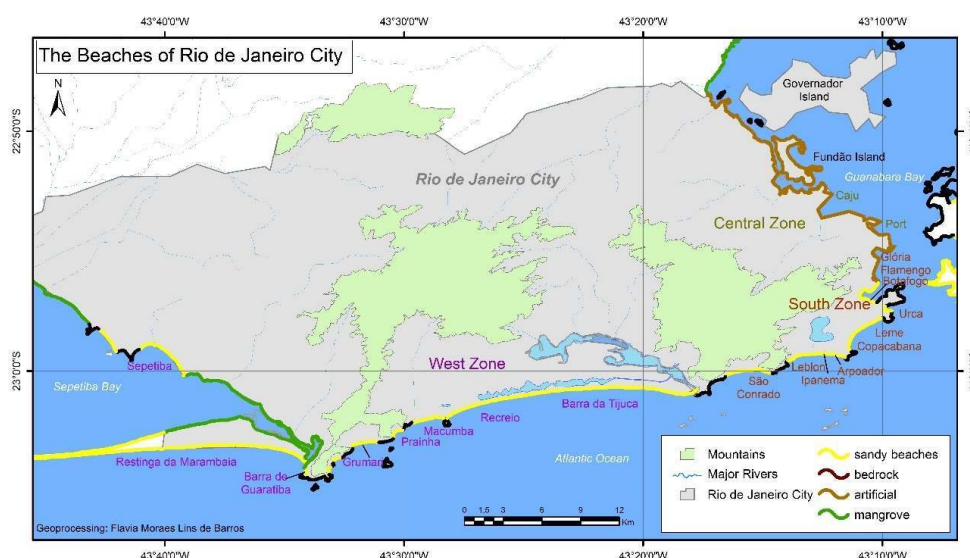 43°40'0"W 43°30'0"W 43°20'0"W 43°10'0"W
The Beaches of Rio de Janeiro City
N
Governador
Island
22°50'0"S
Fundão Island
Rio de Janeiro City
Guanabara Bay
Caju
Central Zone
Port
Glória
Flamengo
Botafogo
South Zone
Urca
Leme
Copacabana
West Zone
Sepetiba
Leblon
Arpoador
Ipanema
21°0'0"S
São
Conrado
Sepetiba Bay
Barra da Tijuca
Recreio
Macumba
Prainha
Grumari
Restinga da Marambaia
Barra de
Guaratiba
Atlantic Ocean
Mountains
Major Rivers
Rio de Janeiro City
sandy beaches
bedrock
artificial
mangrove
0 1,5 3 6 9 12
Km
Geoprocessing: Flavia Moraes Lins de Barros
43°40'0"W 43°30'0"W 43°20'0"W 43°10'0"W